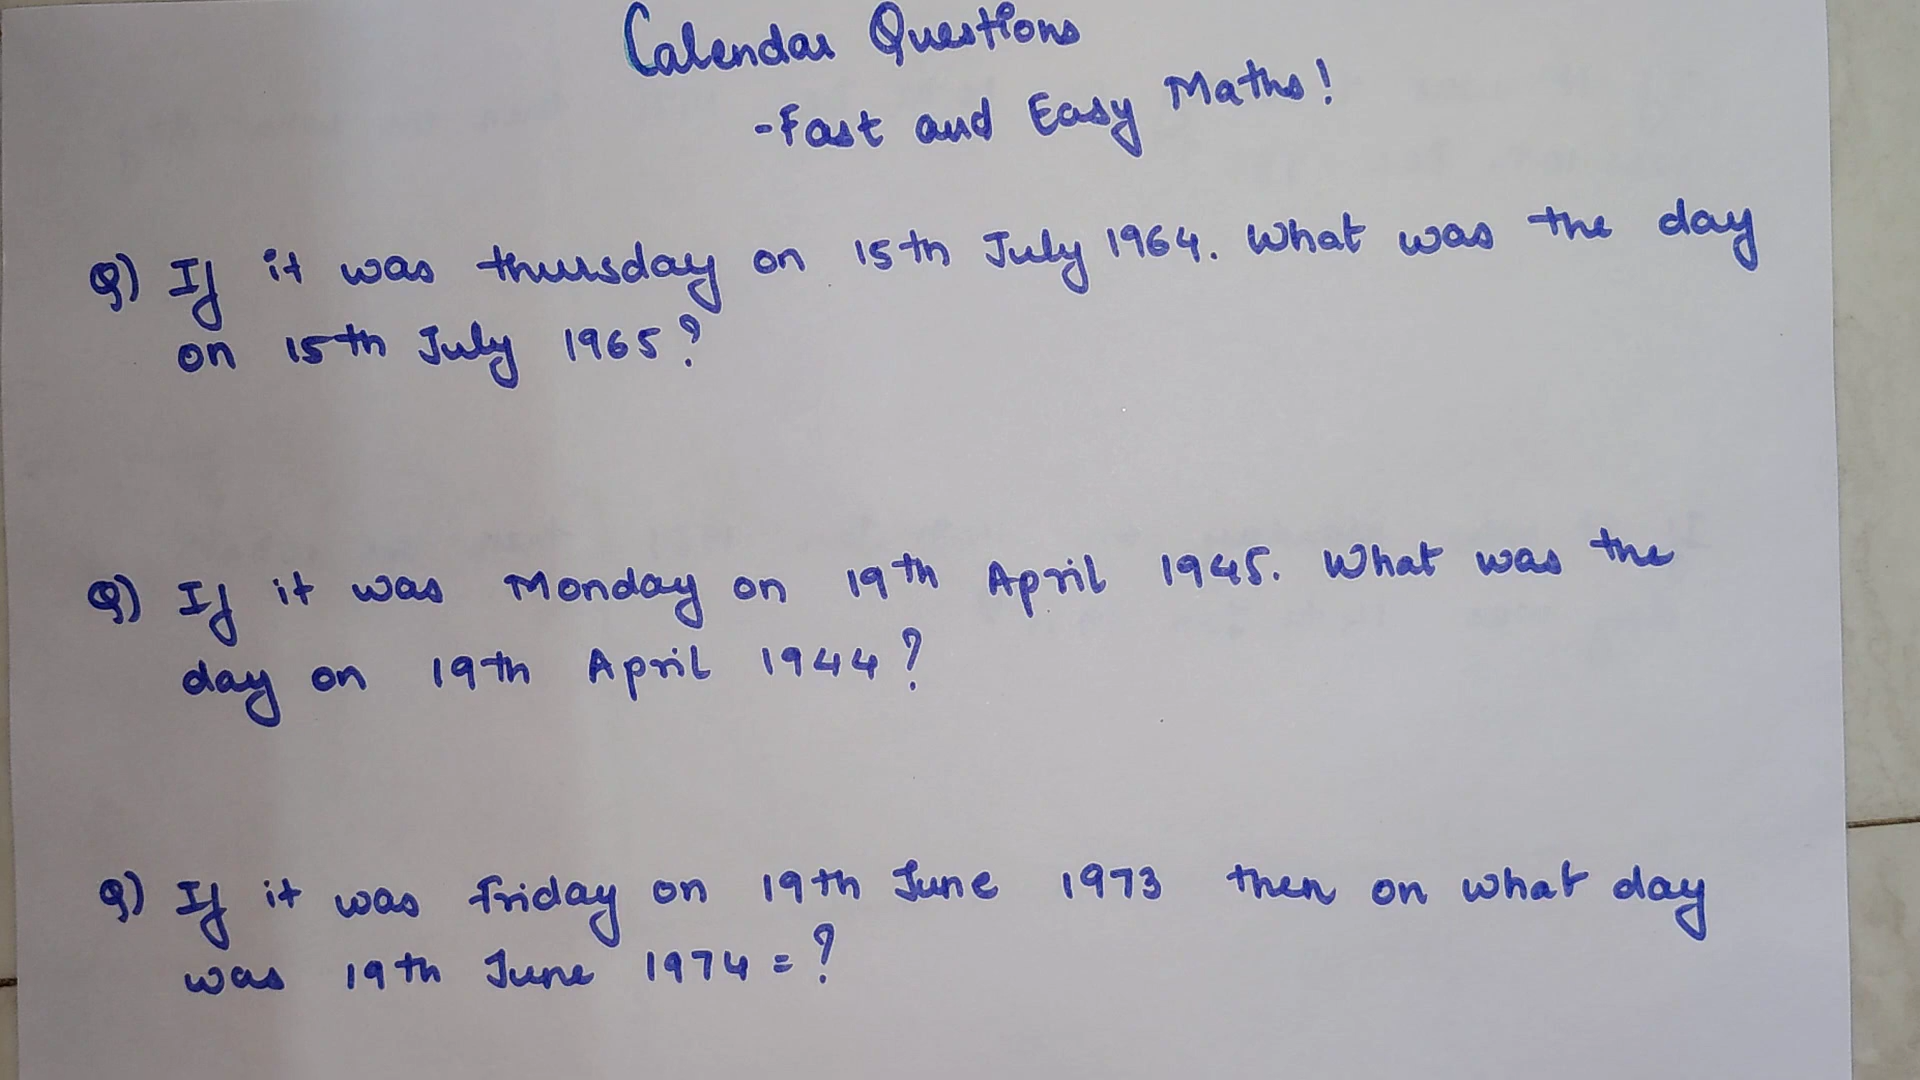 Calendar Questions
-Fast and Easy Maths!
Q) If it was thursday on 15th July 1964. What was the day
on 15th July 1965?
Q) If it was Monday on 19th April 1945. What was the
day on 19th April 1944?
Q) If it was friday on 19th June 1973 then on what day
was 19th June 1974 = ?